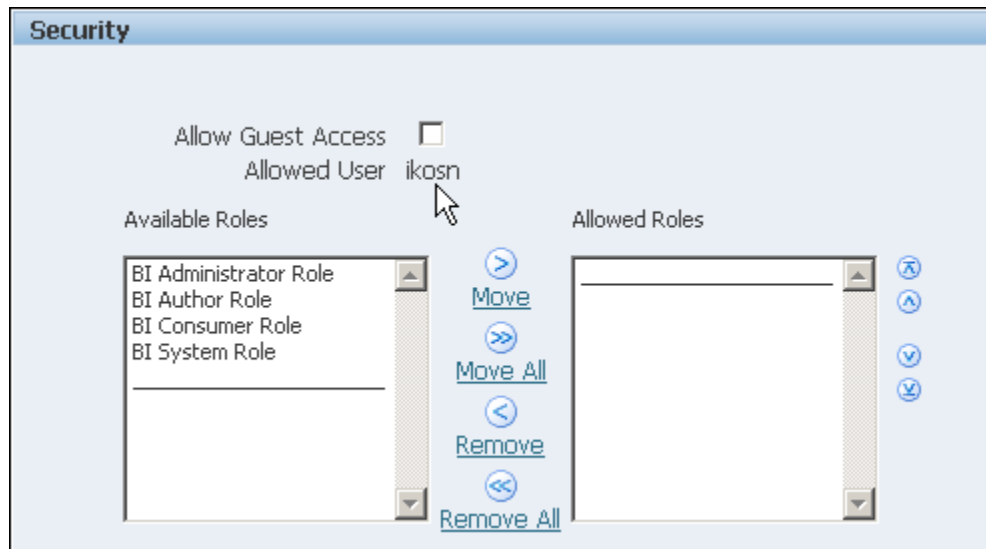 Security
Allow Guest Access
Allowed User ikosn
Available Roles
Allowed Roles
BI Administrator Role
BI Author Role
BI Consumer Role
BI System Role
Move
Move All
Remove
Remove All